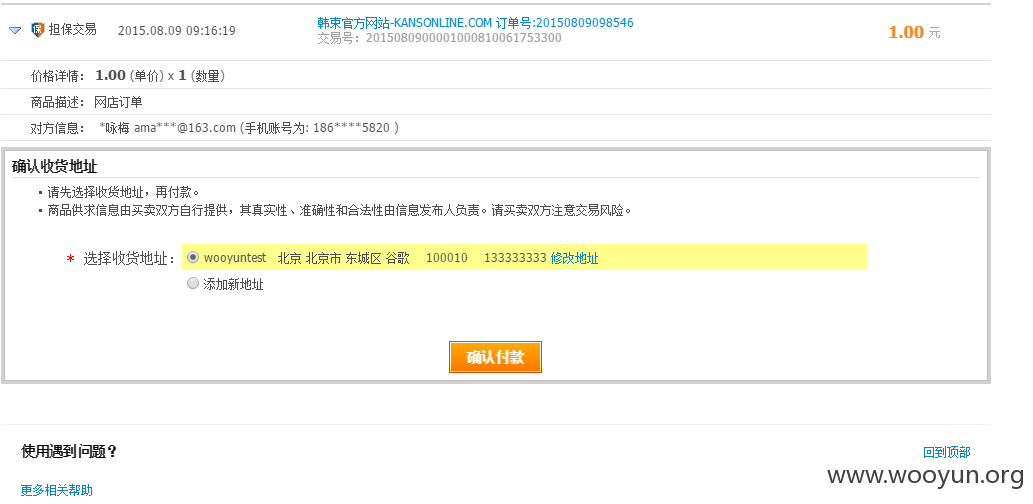 担保交易 2015.08.09 09:16:19 韩束官方网站-KANSONLINE.COM 订单号:20150809098546 1.00 元
交易号：2015080900001000810061753300
价格详情： 1.00 (单价) x 1 (数量)
商品描述： 网店订单
对方信息： *咏梅 ama***@163.com (手机账号为: 186****5820 )
确认收货地址
▪ 请先选择收货地址，再付款。
▪ 商品供求信息由买卖双方自行提供，其真实性、准确性和合法性由信息发布人负责。请买卖双方注意交易风险。
* 选择收货地址： wooyuntest 北京 北京市 东城区 谷歌 100010 133333333 修改地址
添加新地址
确认付款
使用遇到问题？ 回到顶部
www.wooyun.org
更多相关帮助